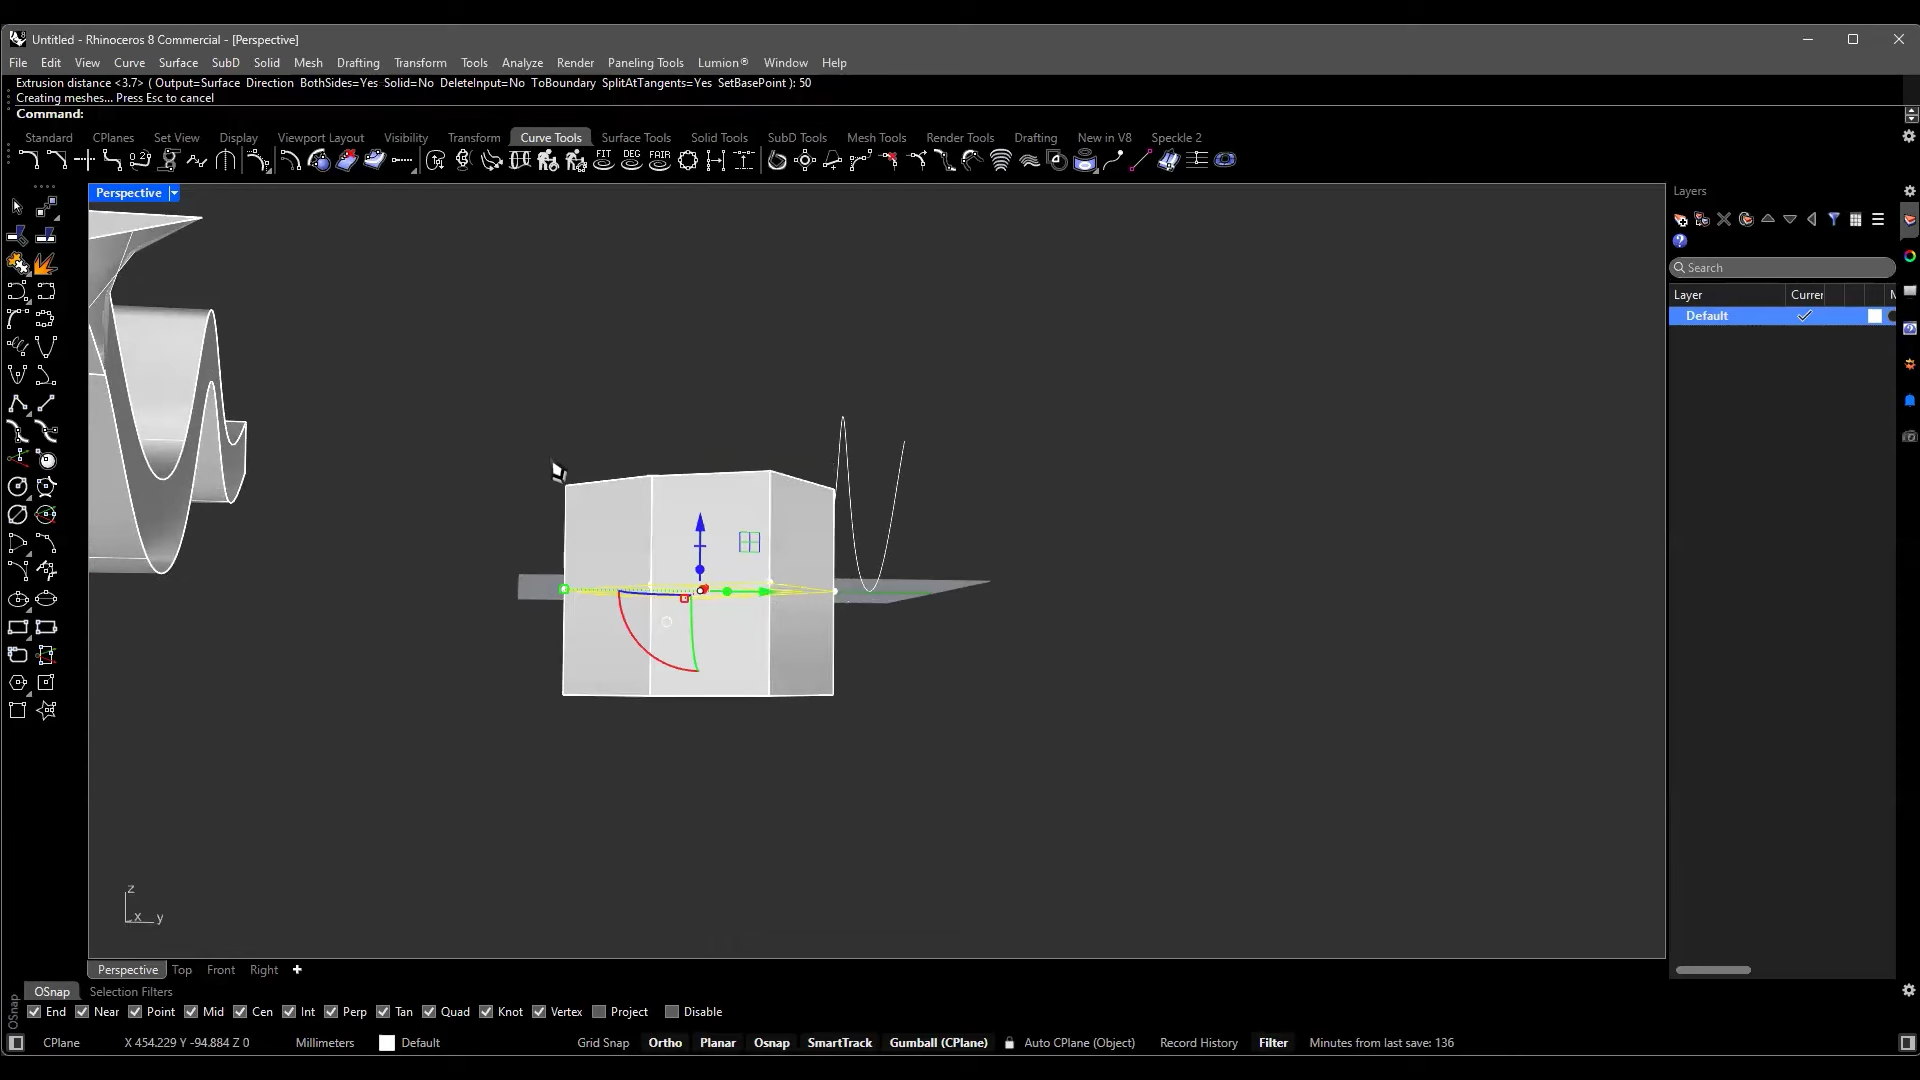 Untitled - Rhinoceros 8 Commercial - [Perspective]
File Edit View Curve Surface SubD Solid Mesh Drafting Transform Tools Analyze Render Paneling Tools Lumion® Window Help
Extrusion distance <3.7> ( Output=Surface Direction BothSides=Yes Solid=No DeleteInput=No ToBoundary SplitAtTangents=Yes SetBasePoint ): 50
Creating meshes... Press Esc to cancel
Command:
Standard CPlanes Set View Display Viewport Layout Visibility Transform Curve Tools Surface Tools Solid Tools SubD Tools Mesh Tools Render Tools Drafting New in V8 Speckle 2
FIT DEG FAIR
Perspective
Layers
Search
Layer Currer
Default
z
x y
Perspective Top Front Right
OSnap Selection Filters
OSnap
End Near Point Mid Cen Int Perp Tan Quad Knot Vertex Project Disable
CPlane X 454.229 Y -94.884 Z 0 Millimeters Default Grid Snap Ortho Planar Osnap SmartTrack Gumball (CPlane) Auto CPlane (Object) Record History Filter Minutes from last save: 136